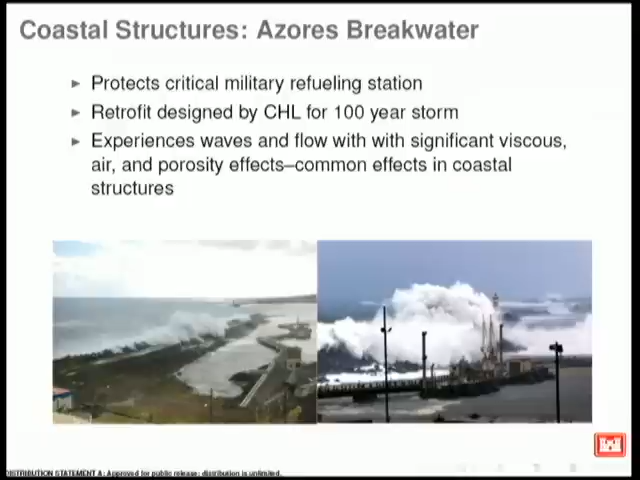 Coastal Structures: Azores Breakwater
Protects critical military refueling station
Retrofit designed by CHL for 100 year storm
Experiences waves and flow with with significant viscous,
air, and porosity effects–common effects in coastal
structures
DISTRIBUTION STATEMENT A: Approved for public release; distribution is unlimited.